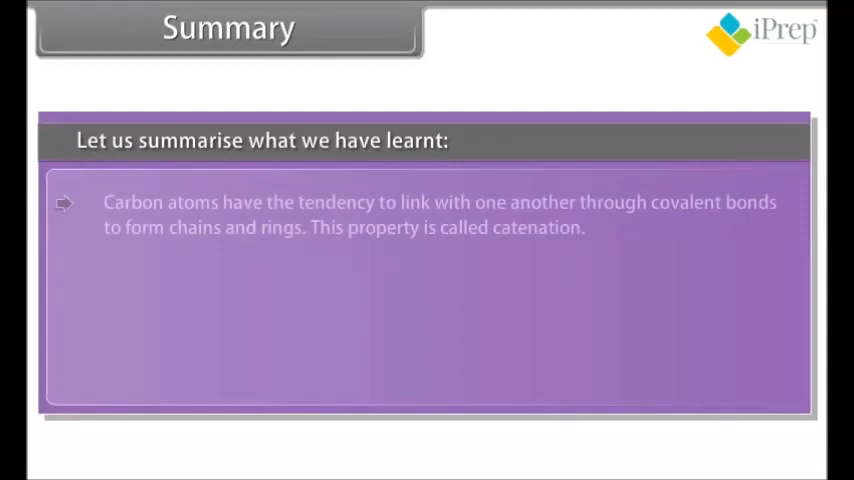 Summary
iPrep™
Let us summarise what we have learnt:
Carbon atoms have the tendency to link with one another through covalent bonds
to form chains and rings. This property is called catenation.